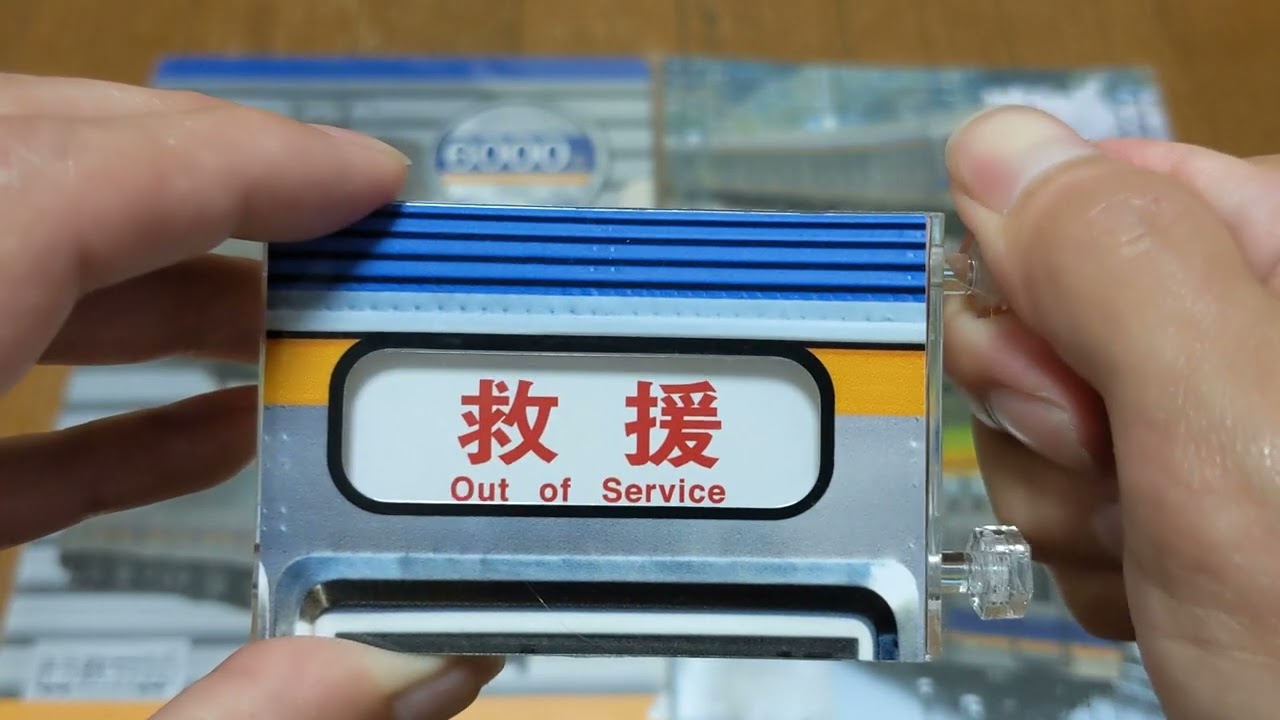 6000
救援
Out of Service